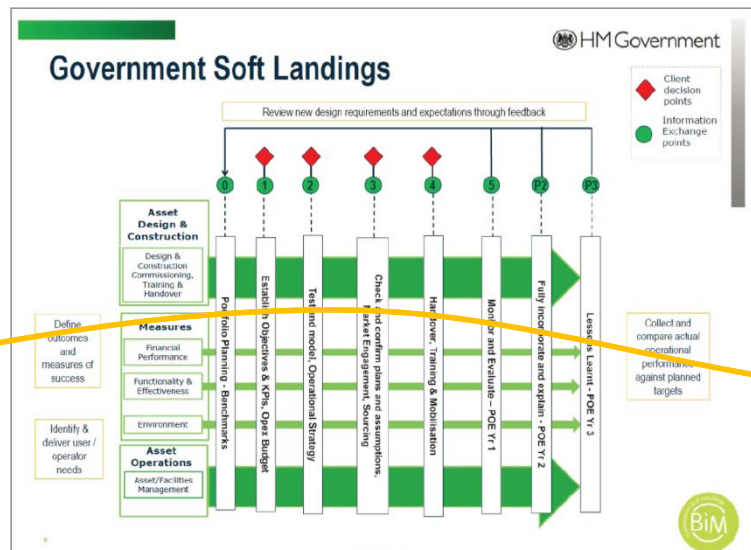 HM Government
Government Soft Landings
Client
decision
points
Information
Exchange
points
Review new design requirements and expectations through feedback
0
1
2
3
4
5
P2
P3
Asset
Design &
Construction
Design &
Construction
Commissioning,
Training &
Handover
Measures
Financial
Performance
Functionality &
Effectiveness
Environment
Asset
Operations
Asset/Facilities
Management
Define
outcomes
and
measures of
success
Identify &
deliver user /
operator
needs
Portfolio Planning - Benchmarks
Establish Objectives & KPIs, Opex Budget
Test and model, Operational Strategy
Check and confirm plans and assumptions,
Market Engagement, Sourcing
Handover, Training & Mobilisation
Monitor and Evaluate – POE Yr 1
Fully incorporate and explain - POE Yr 2
Lessons Learnt - POE Yr 3
Collect and
compare actual
operational
performance
against planned
targets
BiM